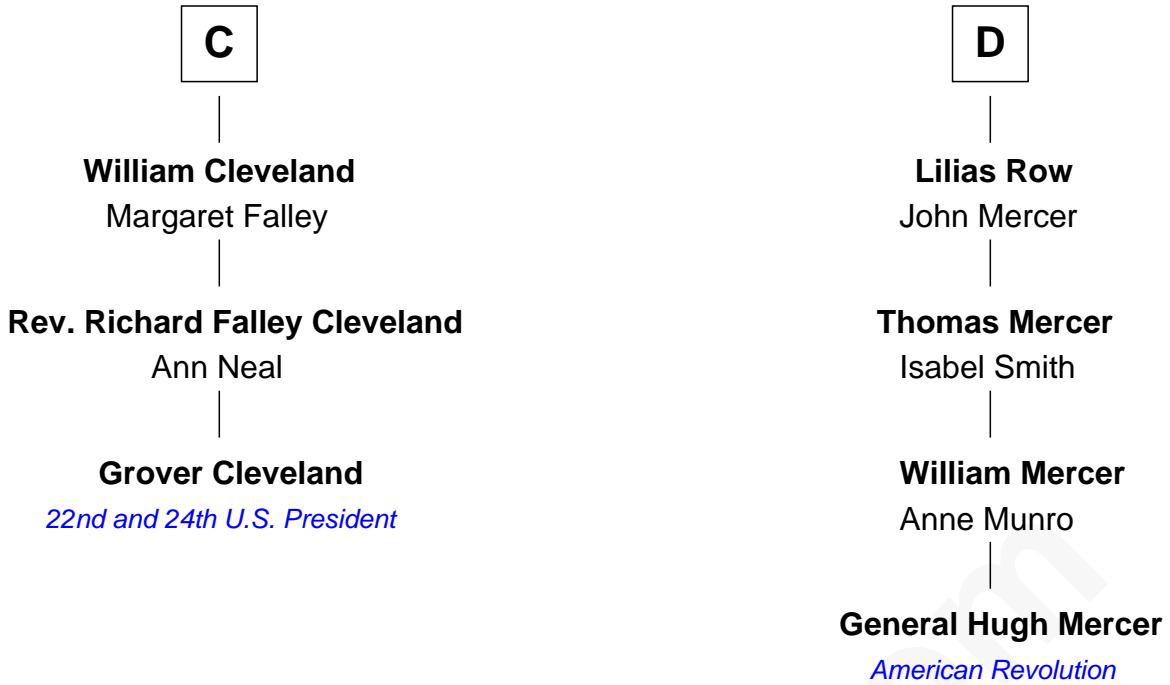 C
William Cleveland
Margaret Falley
Rev. Richard Falley Cleveland
Ann Neal
Grover Cleveland
22nd and 24th U.S. President
D
Lilias Row
John Mercer
Thomas Mercer
Isabel Smith
William Mercer
Anne Munro
General Hugh Mercer
American Revolution